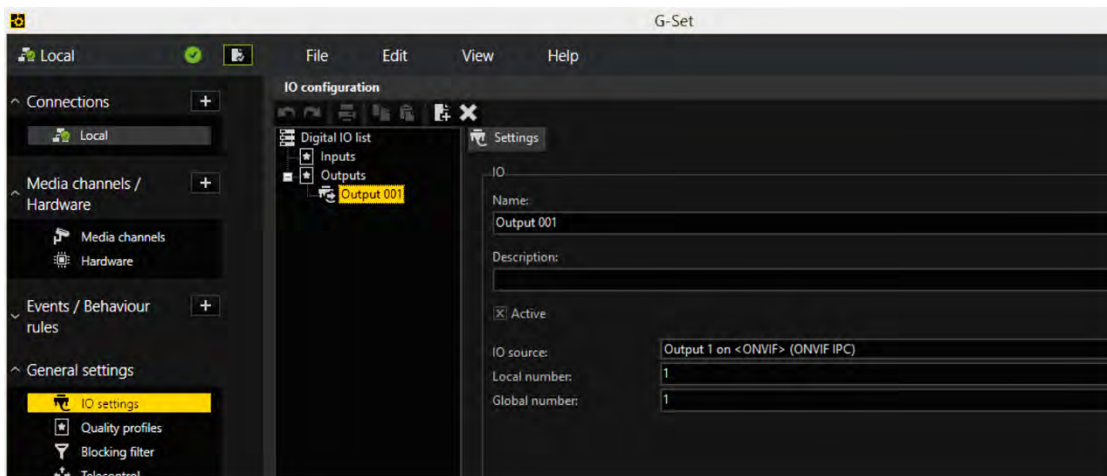 G-Set
Local
File Edit View Help
Connections
Local
Media channels /
Hardware
Media channels
Hardware
Events / Behaviour
rules
General settings
IO settings
Quality profiles
Blocking filter
Telecontrol
IO configuration
Digital IO list
Inputs
Outputs
Output 001
Settings
IO
Name:
Output 001
Description:
Active
IO source: Output 1 on <ONVIF> (ONVIF IPC)
Local number: 1
Global number: 1